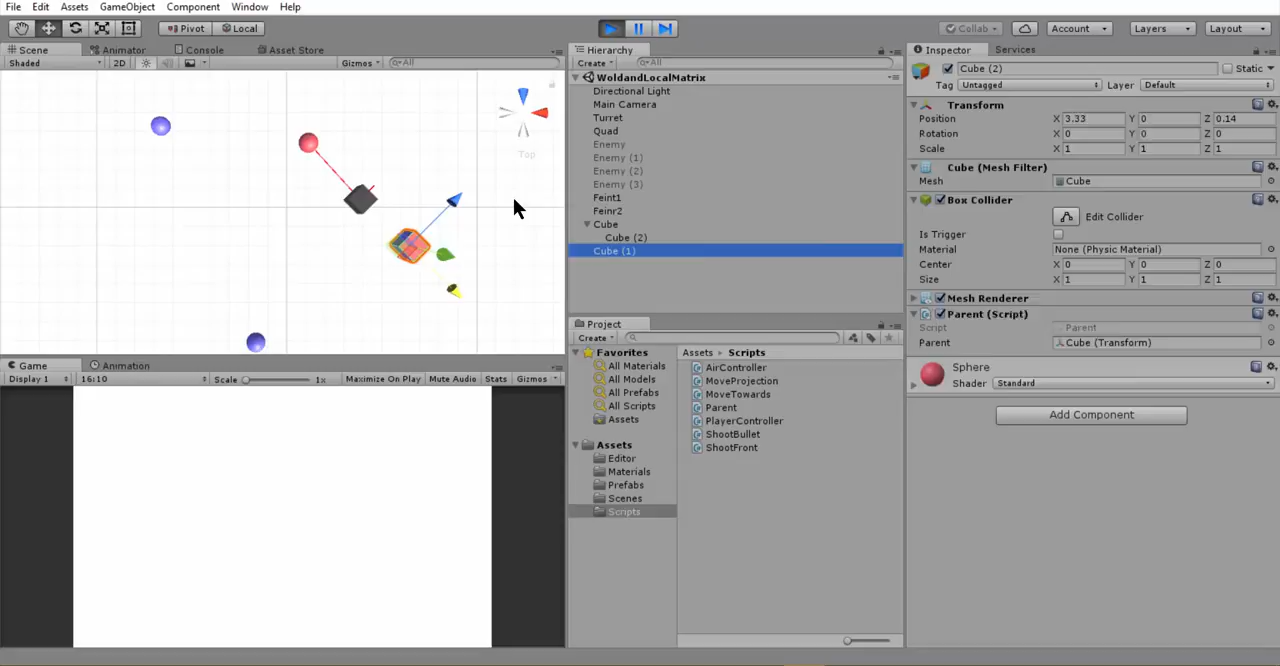 File Edit Assets GameObject Component Window Help
Pivot Local Collab Account Layers Layout
Scene Animator Console Asset Store
Shaded 2D Gizmos All
Top
Hierarchy
Create All
WoldandLocalMatrix
Directional Light
Main Camera
Turret
Quad
Enemy
Enemy (1)
Enemy (2)
Enemy (3)
Feint1
Feinr2
Cube
Cube (2)
Cube (1)
Game Animation
Display 1 16:10 Scale 1x Maximize On Play Mute Audio Stats Gizmos
Project
Create
Favorites
All Materials
All Models
All Prefabs
All Scripts
Assets
Assets
Editor
Materials
Prefabs
Scenes
Scripts
Assets Scripts
AirController
MoveProjection
MoveTowards
Parent
PlayerController
ShootBullet
ShootFront
Inspector Services
Cube (2) Static
Tag Untagged Layer Default
Transform
Position X 3.33 Y 0 Z 0.14
Rotation X 0 Y 0 Z 0
Scale X 1 Y 1 Z 1
Cube (Mesh Filter)
Mesh Cube
Box Collider
Edit Collider
Is Trigger
Material None (Physic Material)
Center X 0 Y 0 Z 0
Size X 1 Y 1 Z 1
Mesh Renderer
Parent (Script)
Script Parent
Parent Cube (Transform)
Sphere
Shader Standard
Add Component